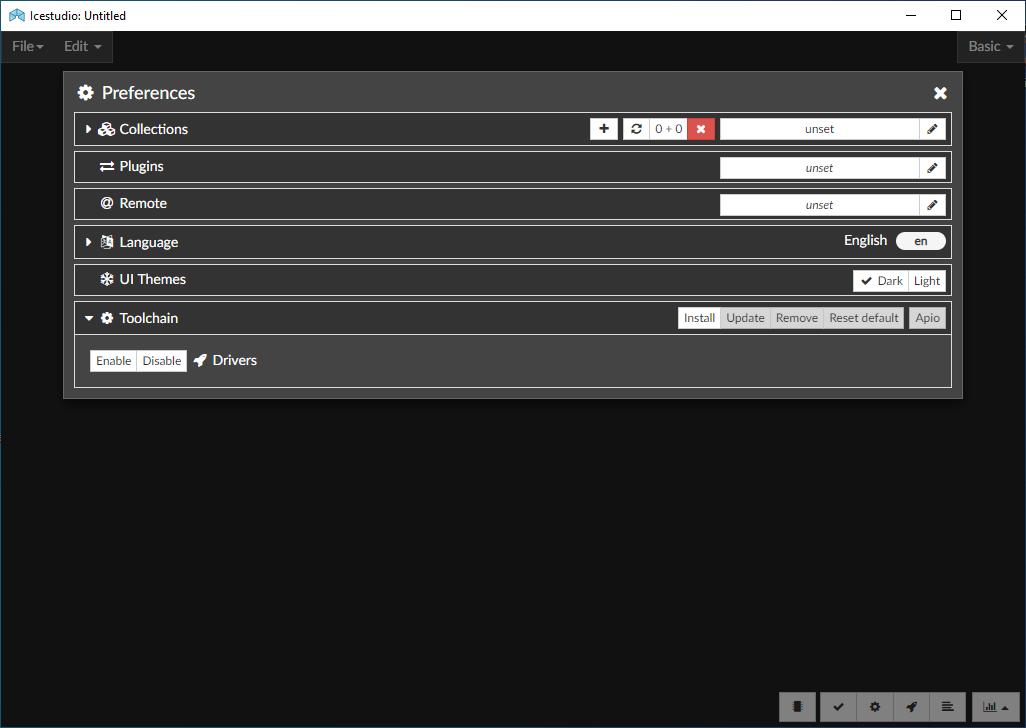 Icestudio: Untitled
File Edit Basic
Preferences
Collections 0 + 0 unset
Plugins unset
@ Remote unset
Language English en
UI Themes Dark Light
Toolchain Install Update Remove Reset default Apio
Enable Disable Drivers